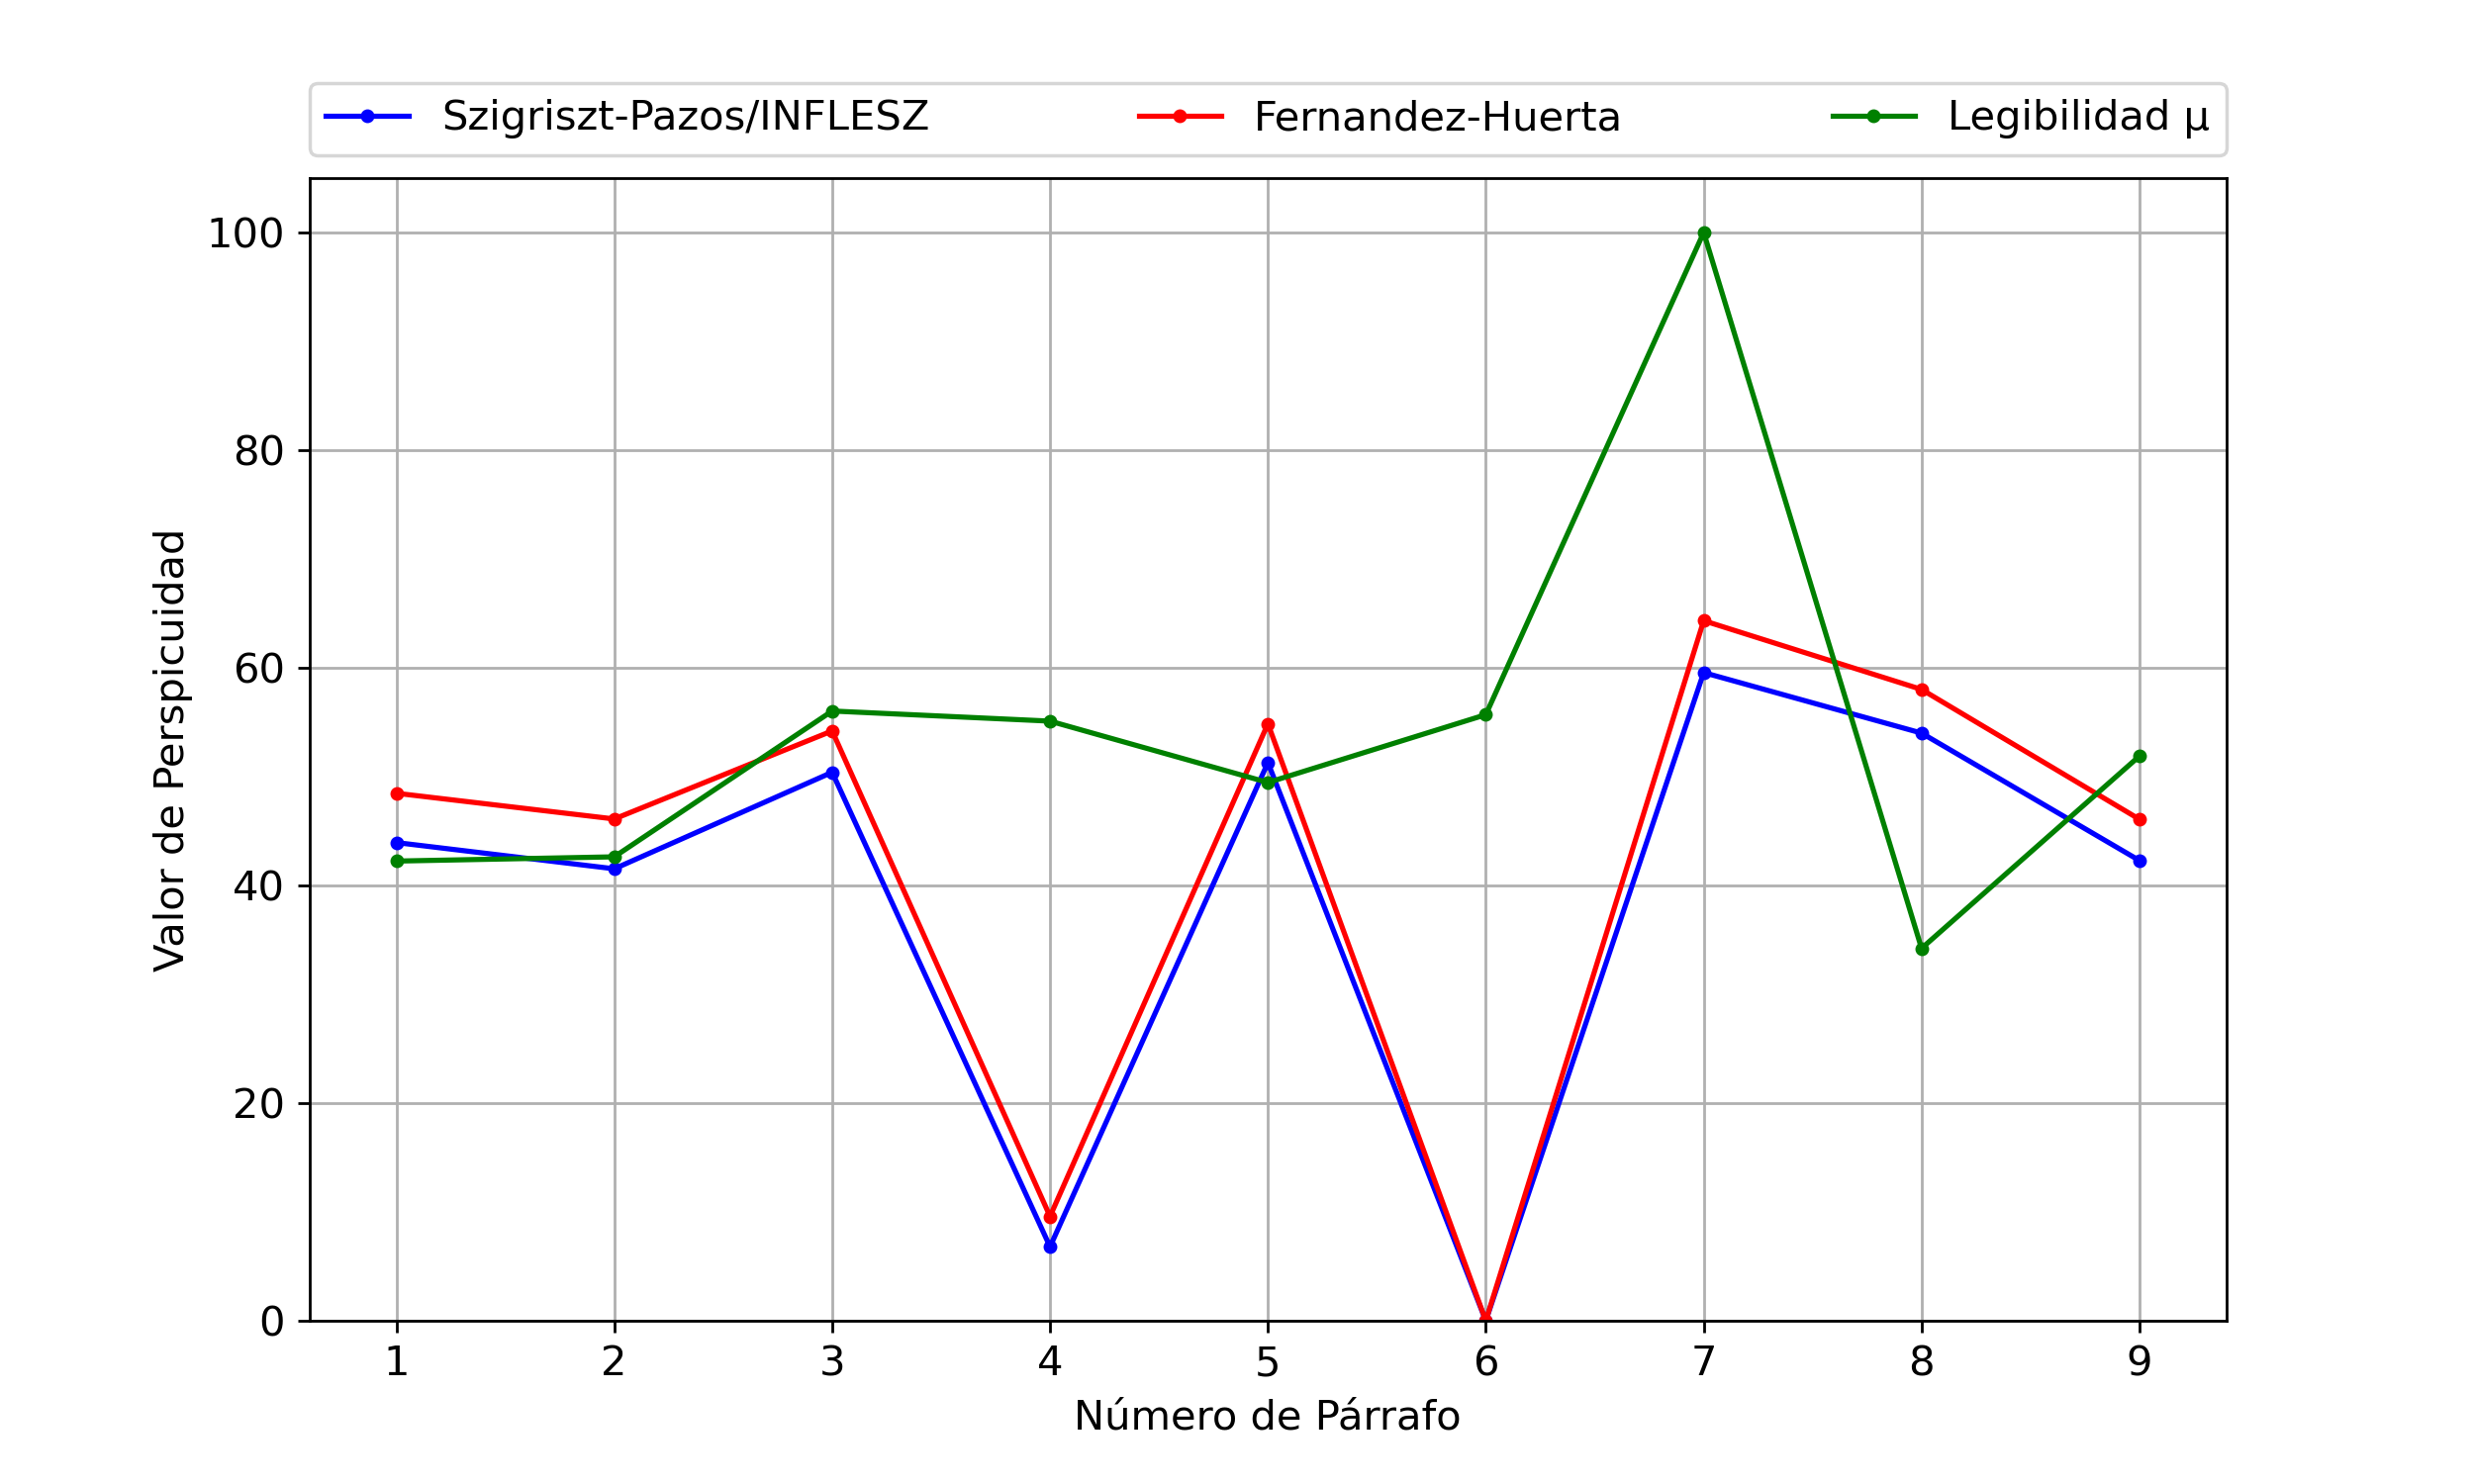 Szigriszt-Pazos/INFLESZ Fernandez-Huerta Legibilidad μ
100
80
60
40
20
0
Valor de Perspicuidad
1 2 3 4 5 6 7 8 9
Número de Párrafo